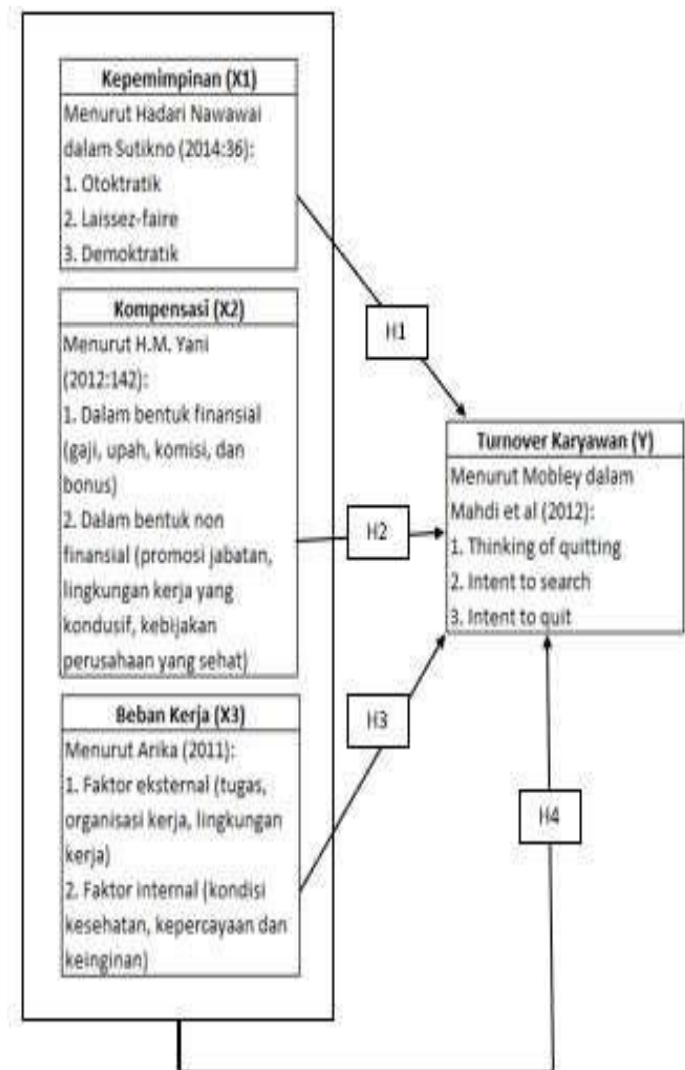 Kepemimpinan (X1)
Menurut Hadari Nawawai
dalam Sutikno (2014:36):
1. Otoktratik
2. Laissez-faire
3. Demoktratik
Kompensasi (X2)
Menurut H.M. Yani
(2012:142):
1. Dalam bentuk finansial
(gaji, upah, komisi, dan
bonus)
2. Dalam bentuk non
finansial (promosi jabatan,
lingkungan kerja yang
kondusif, kebijakan
perusahaan yang sehat)
Beban Kerja (X3)
Menurut Arika (2011):
1. Faktor eksternal (tugas,
organisasi kerja, lingkungan
kerja)
2. Faktor internal (kondisi
kesehatan, kepercayaan dan
keinginan)
H1
H2
H3
H4
Turnover Karyawan (Y)
Menurut Mobley dalam
Mahdi et al (2012):
1. Thinking of quitting
2. Intent to search
3. Intent to quit